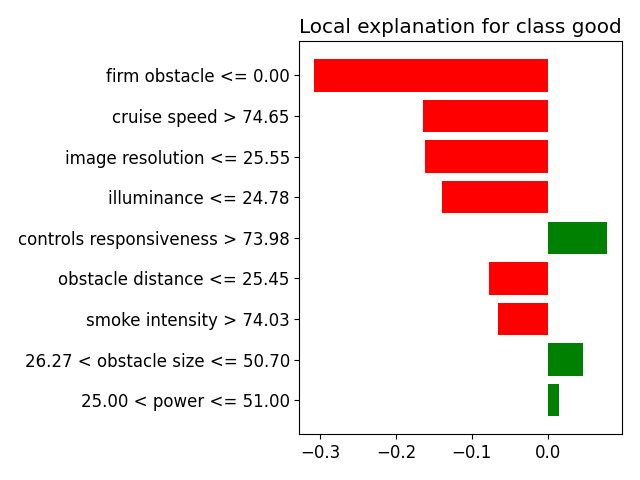 Local explanation for class good
firm obstacle <= 0.00
cruise speed > 74.65
image resolution <= 25.55
illuminance <= 24.78
controls responsiveness > 73.98
obstacle distance <= 25.45
smoke intensity > 74.03
26.27 < obstacle size <= 50.70
25.00 < power <= 51.00
−0.3 −0.2 −0.1 0.0